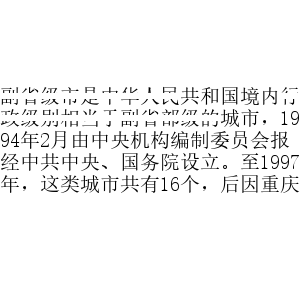 副省级市是中华人民共和国境内行
政级别相当于副省部级的城市，19
94年2月由中央机构编制委员会报
经中共中央、国务院设立。至1997
年，这类城市共有16个，后因重庆